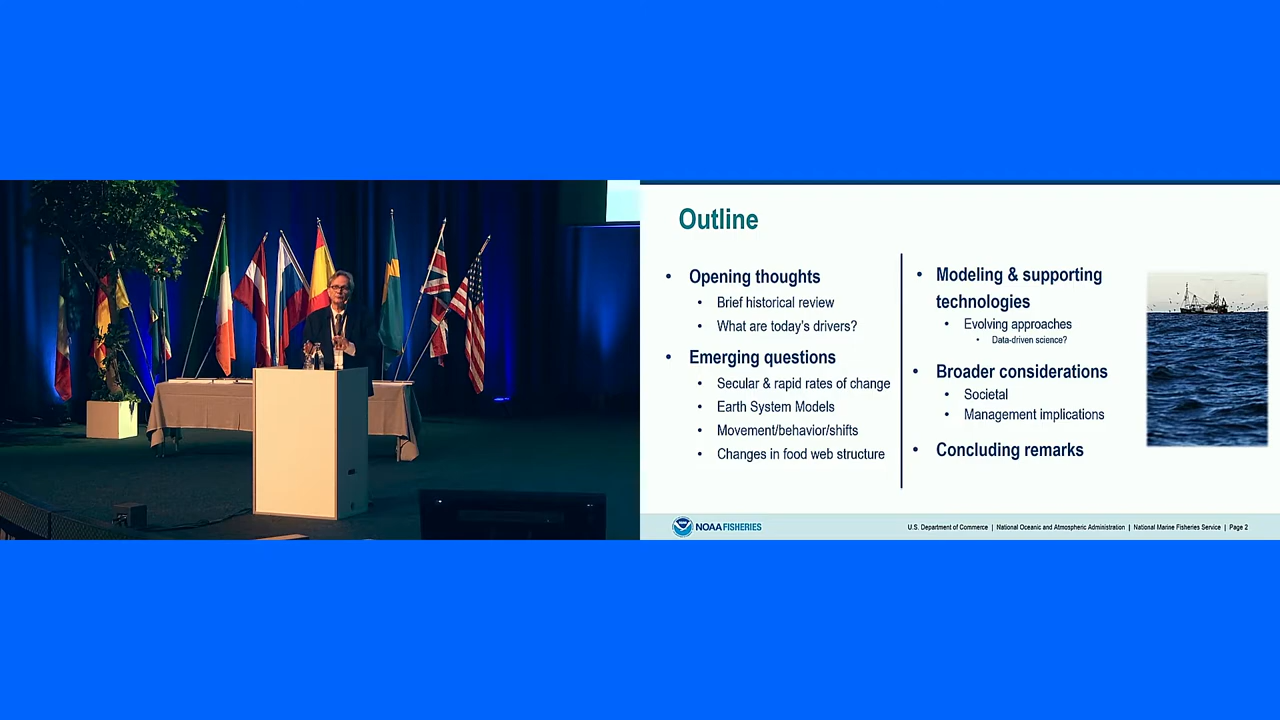 Outline
• Opening thoughts
• Brief historical review
• What are today's drivers?
• Emerging questions
• Secular & rapid rates of change
• Earth System Models
• Movement/behavior/shifts
• Changes in food web structure
• Modeling & supporting
technologies
• Evolving approaches
• Data-driven science?
• Broader considerations
• Societal
• Management implications
• Concluding remarks
NOAA FISHERIES
U.S. Department of Commerce | National Oceanic and Atmospheric Administration | National Marine Fisheries Service | Page 2